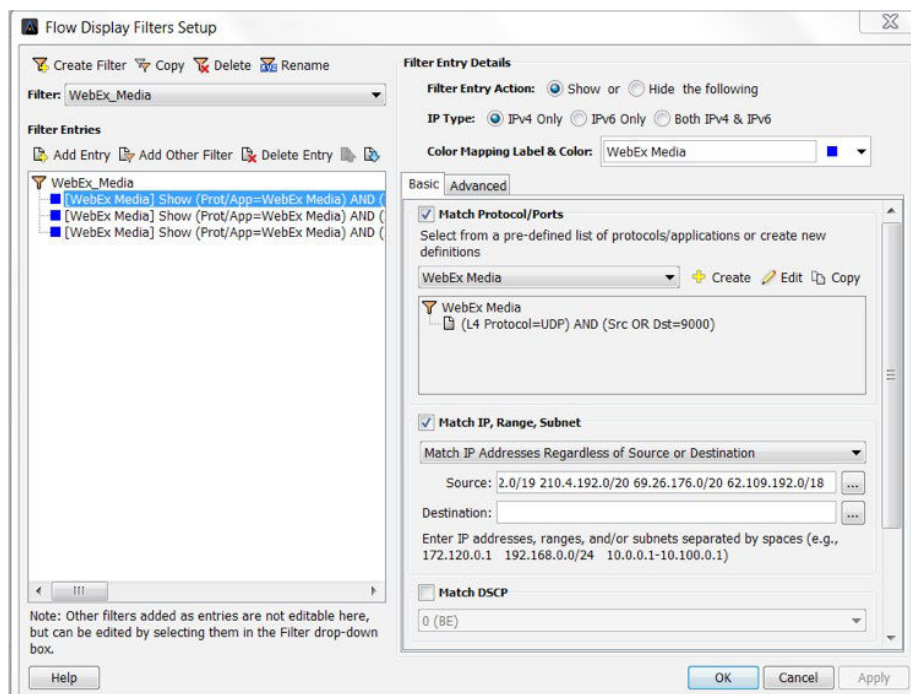 Flow Display Filters Setup
Create Filter Copy Delete Rename
Filter: WebEx_Media
Filter Entries
Add Entry Add Other Filter Delete Entry
WebEx_Media
[WebEx Media] Show (Prot/App=WebEx Media) AND (
[WebEx Media] Show (Prot/App=WebEx Media) AND (
[WebEx Media] Show (Prot/App=WebEx Media) AND (
Note: Other filters added as entries are not editable here,
but can be edited by selecting them in the Filter drop-down
box.
Help
Filter Entry Details
Filter Entry Action: Show or Hide the following
IP Type: IPv4 Only IPv6 Only Both IPv4 & IPv6
Color Mapping Label & Color: WebEx Media
Basic Advanced
Match Protocol/Ports
Select from a pre-defined list of protocols/applications or create new
definitions
WebEx Media Create Edit Copy
WebEx Media
(L4 Protocol=UDP) AND (Src OR Dst=9000)
Match IP, Range, Subnet
Match IP Addresses Regardless of Source or Destination
Source: 2.0/19 210.4.192.0/20 69.26.176.0/20 62.109.192.0/18 ...
Destination: ...
Enter IP addresses, ranges, and/or subnets separated by spaces (e.g.,
172.120.0.1 192.168.0.0/24 10.0.0.1-10.100.0.1)
Match DSCP
0 (BE)
OK Cancel Apply